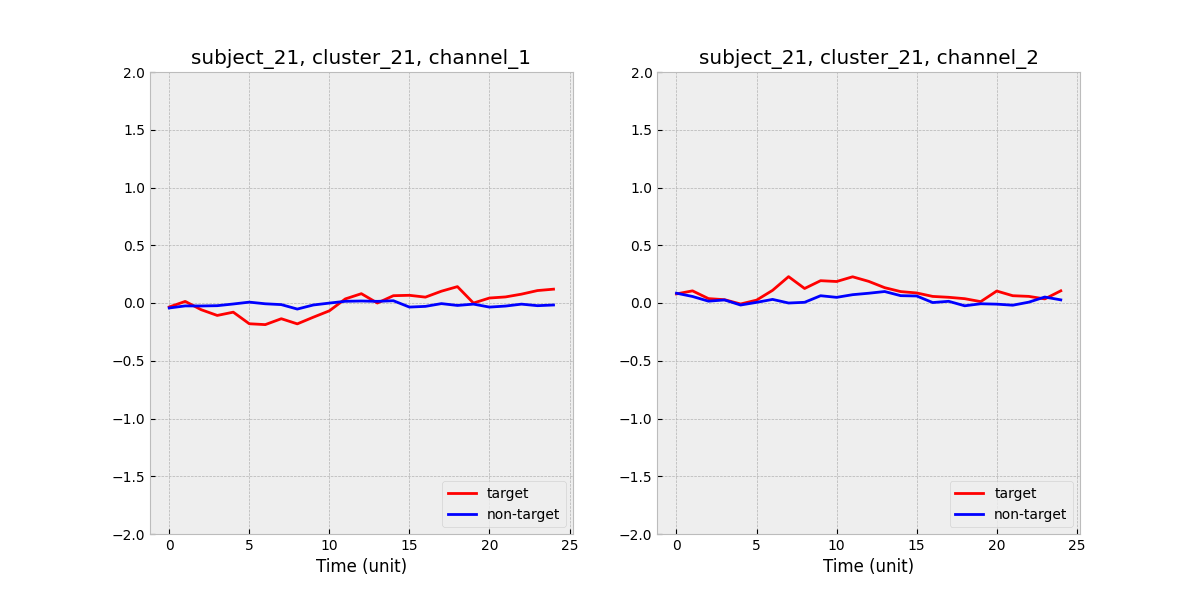 subject_21, cluster_21, channel_1
2.0
1.5
1.0
0.5
0.0
−0.5
−1.0
−1.5
−2.0
0 5 10 15 20 25
Time (unit)
target
non-target
subject_21, cluster_21, channel_2
2.0
1.5
1.0
0.5
0.0
−0.5
−1.0
−1.5
−2.0
0 5 10 15 20 25
Time (unit)
target
non-target